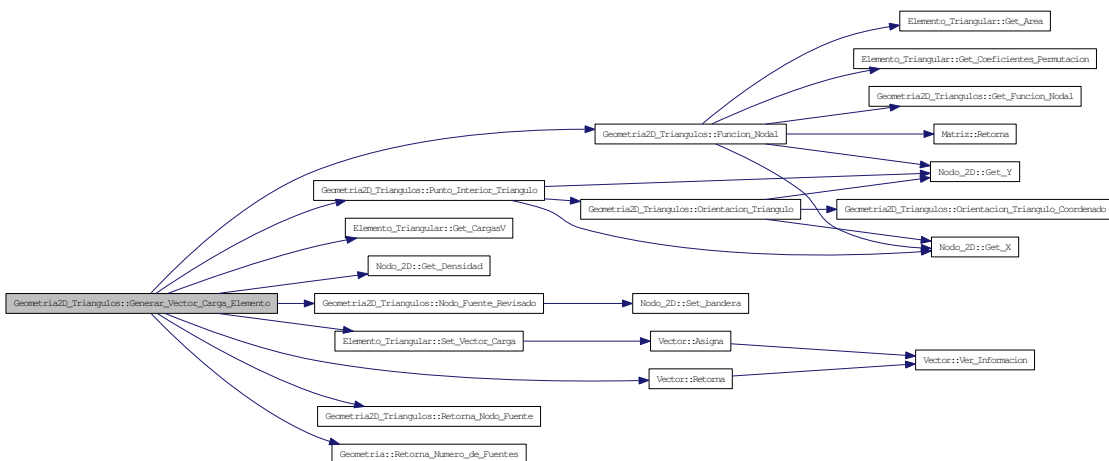 Elemento_Triangular::Get_Area
Elemento_Triangular::Get_Coeficientes_Permutacion
Geometria2D_Triangulos::Get_Funcion_Nodal
Geometria2D_Triangulos::Funcion_Nodal
Matriz::Retorna
Nodo_2D::Get_Y
Geometria2D_Triangulos::Punto_Interior_Triangulo
Geometria2D_Triangulos::Orientacion_Triangulo
Geometria2D_Triangulos::Orientacion_Triangulo_Coordenado
Elemento_Triangular::Get_CargasV
Nodo_2D::Get_X
Nodo_2D::Get_Densidad
Geometria2D_Triangulos::Generar_Vector_Carga_Elemento
Geometria2D_Triangulos::Nodo_Fuente_Revisado
Nodo_2D::Set_bandera
Elemento_Triangular::Set_Vector_Carga
Vector::Asigna
Vector::Ver_Informacion
Vector::Retorna
Geometria2D_Triangulos::Retorna_Nodo_Fuente
Geometria::Retorna_Numero_de_Fuentes